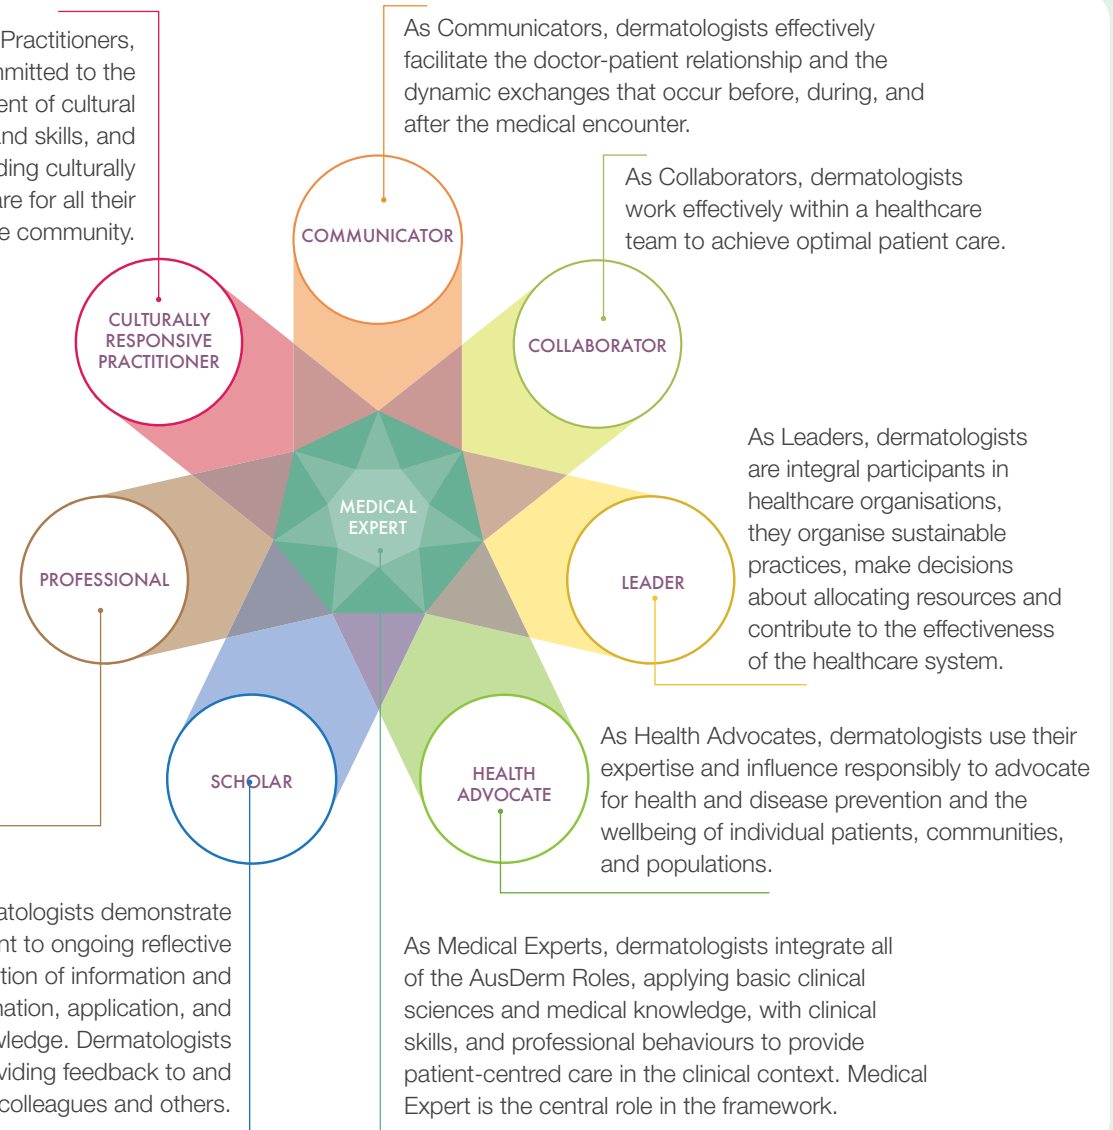 Practitioners,
mmitted to the
ent of cultural
and skills, and
ding culturally
are for all their
e community.
As Communicators, dermatologists effectively
facilitate the doctor-patient relationship and the
dynamic exchanges that occur before, during, and
after the medical encounter.
As Collaborators, dermatologists
work effectively within a healthcare
team to achieve optimal patient care.
COMMUNICATOR
CULTURALLY
RESPONSIVE
PRACTITIONER
COLLABORATOR
As Leaders, dermatologists
are integral participants in
healthcare organisations,
they organise sustainable
practices, make decisions
about allocating resources and
contribute to the effectiveness
of the healthcare system.
MEDICAL
EXPERT
PROFESSIONAL
LEADER
SCHOLAR
HEALTH
ADVOCATE
As Health Advocates, dermatologists use their
expertise and influence responsibly to advocate
for health and disease prevention and the
wellbeing of individual patients, communities,
and populations.
atologists demonstrate
nt to ongoing reflective
tion of information and
nation, application, and
wledge. Dermatologists
viding feedback to and
colleagues and others.
As Medical Experts, dermatologists integrate all
of the AusDerm Roles, applying basic clinical
sciences and medical knowledge, with clinical
skills, and professional behaviours to provide
patient-centred care in the clinical context. Medical
Expert is the central role in the framework.